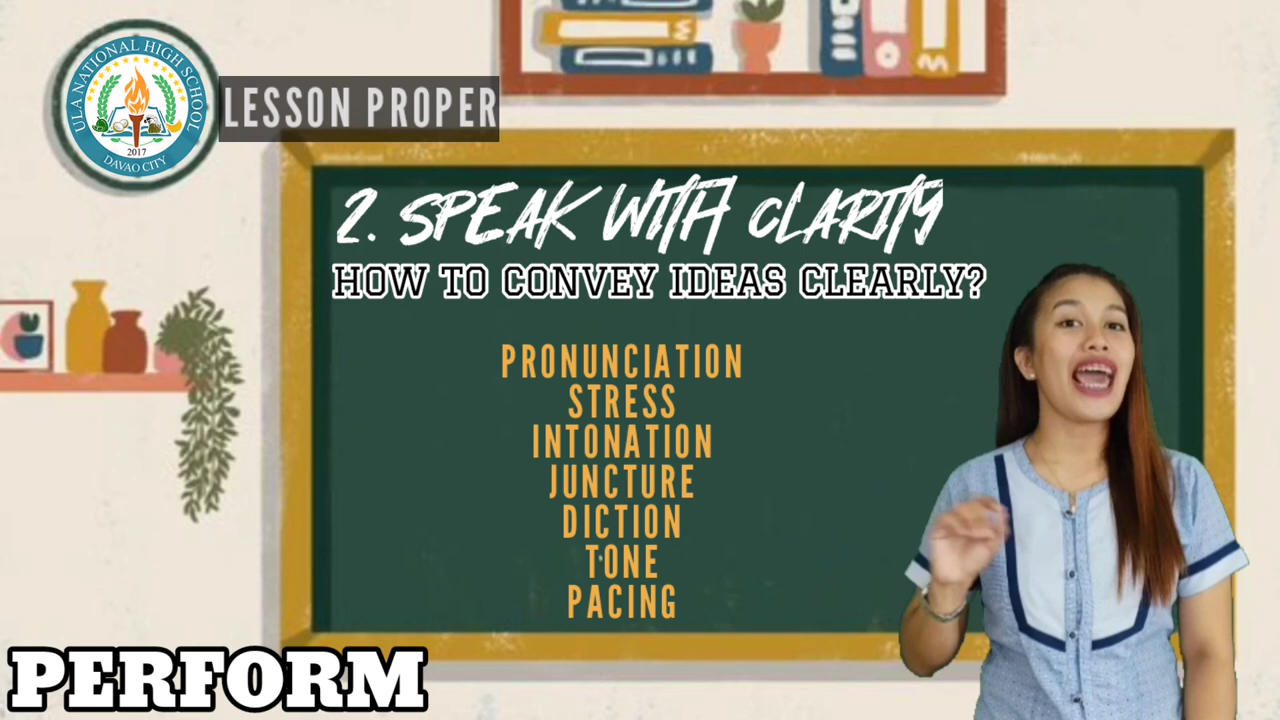 ULA NATIONAL HIGH SCHOOL
2017
DAVAO CITY
LESSON PROPER
2. SPEAK WITH CLARITY
HOW TO CONVEY IDEAS CLEARLY?
PRONUNCIATION
STRESS
INTONATION
JUNCTURE
DICTION
TONE
PACING
PERFORM